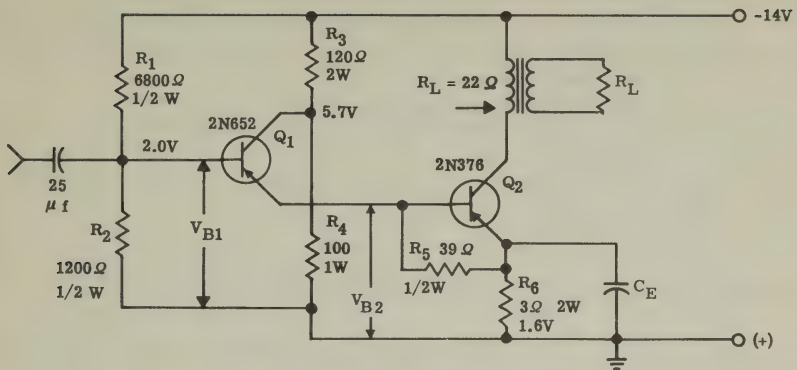 -14V
R1
6800Ω
1/2 W
R3
120Ω
2W
RL = 22 Ω
RL
5.7V
2N652
Q1
2.0V
25
μf
2N376
Q2
R2
1200Ω
1/2 W
VB1
R4
100
1W
VB2
R5 39 Ω
1/2W
R6
3Ω 2W
1.6V
CE
(+)